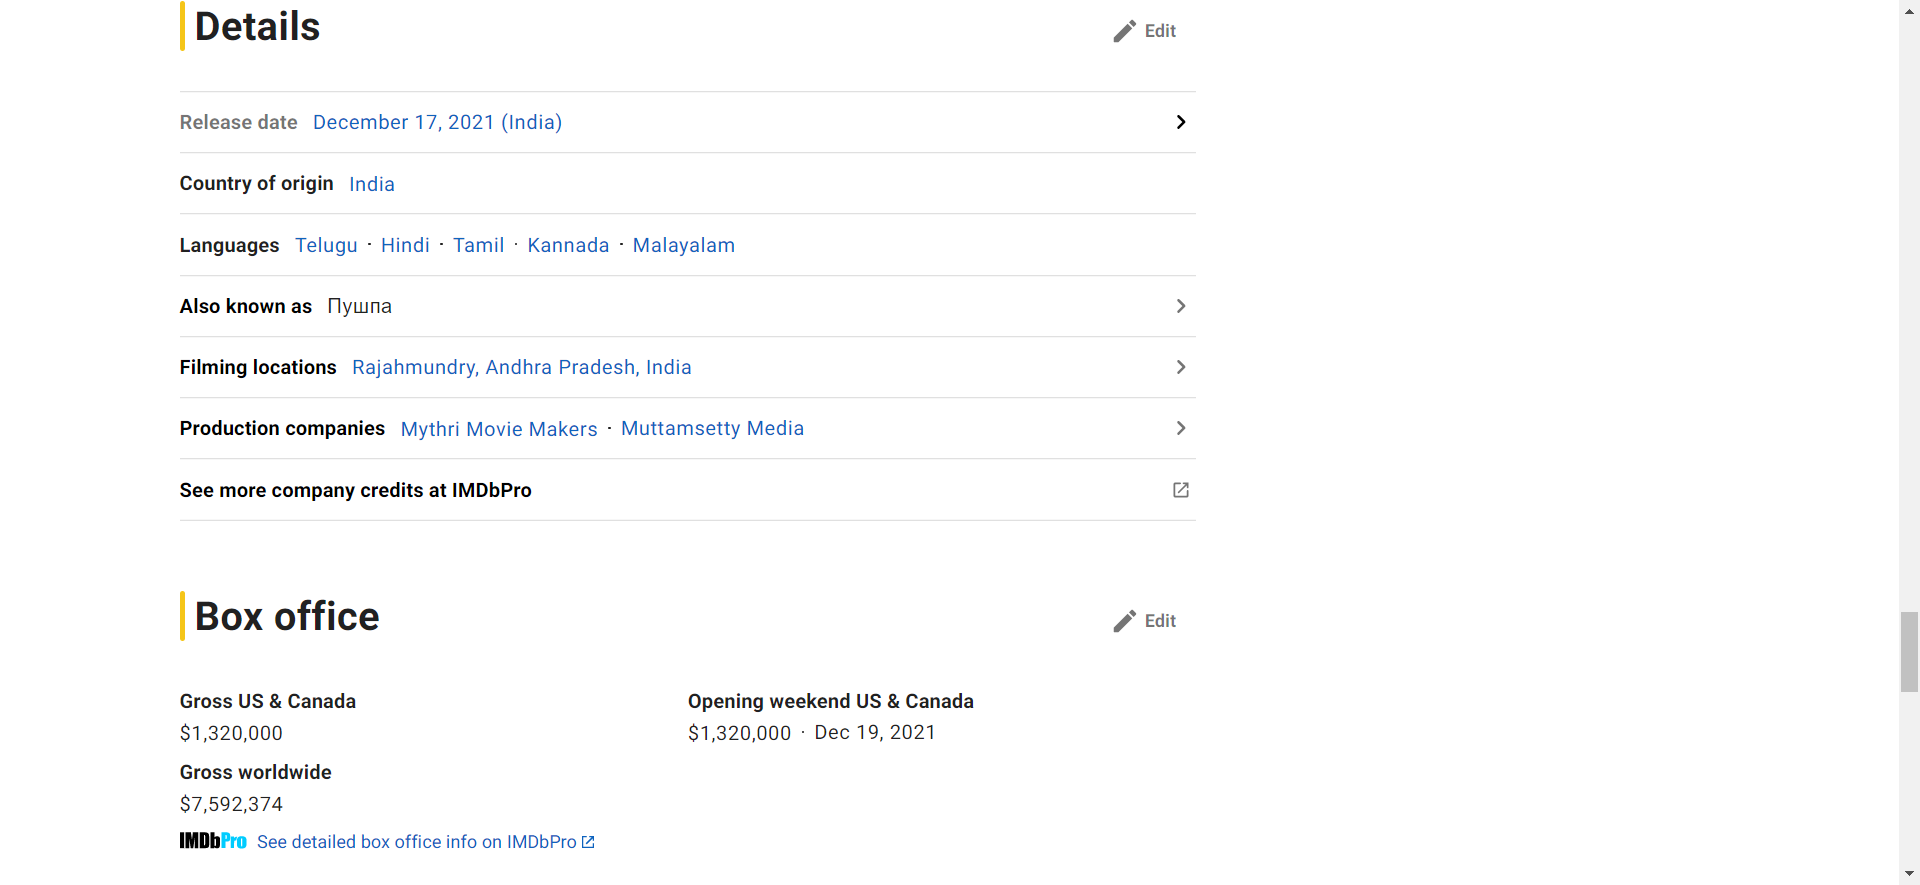 Details
Edit
Release date December 17, 2021 (India)
Country of origin India
Languages Telugu · Hindi · Tamil · Kannada · Malayalam
Also known as Пушпа
Filming locations Rajahmundry, Andhra Pradesh, India
Production companies Mythri Movie Makers · Muttamsetty Media
See more company credits at IMDbPro
Box office
Edit
Gross US & Canada
$1,320,000
Opening weekend US & Canada
$1,320,000 · Dec 19, 2021
Gross worldwide
$7,592,374
IMDbPro See detailed box office info on IMDbPro